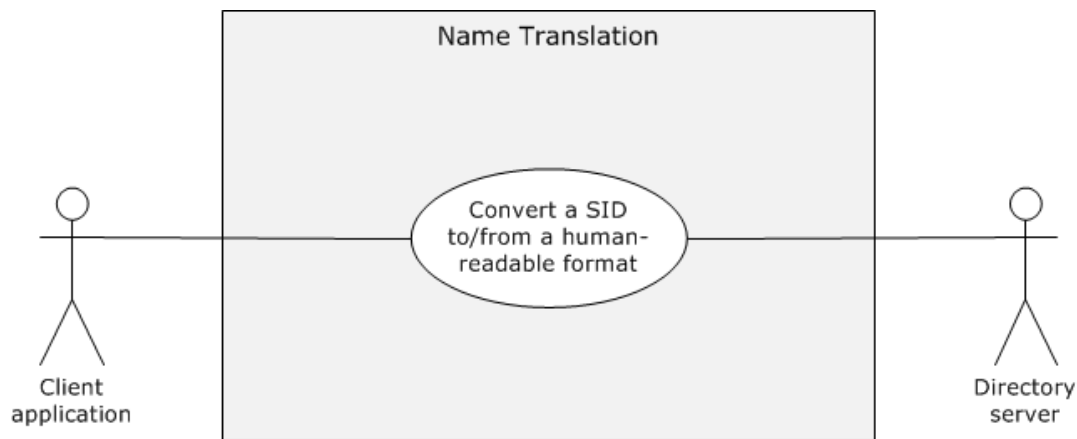 Name Translation
Convert a SID
to/from a human-
readable format
Client
application
Directory
server